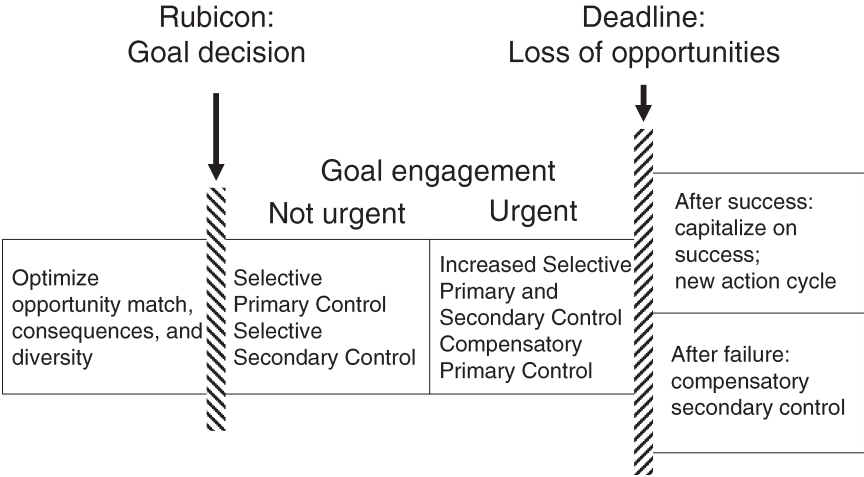 Rubicon:
Goal decision
Deadline:
Loss of opportunities
Goal engagement
Not urgent
Urgent
Optimize
opportunity match,
consequences, and
diversity
Selective
Primary Control
Selective
Secondary Control
Increased Selective
Primary and
Secondary Control
Compensatory
Primary Control
After success:
capitalize on
success;
new action cycle
After failure:
compensatory
secondary control